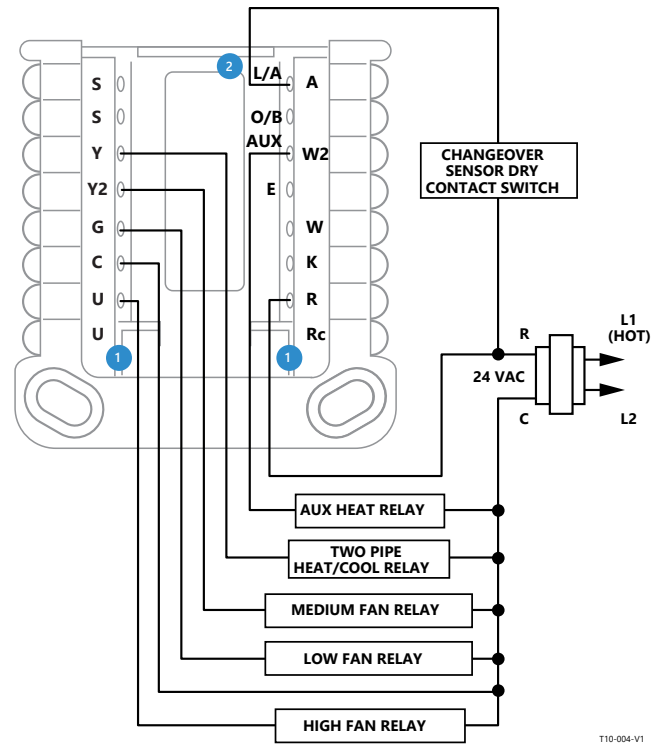 2
L/A
S
A
S
O/B
AUX
Y
W2
Y2
E
G
W
C
K
U
R
U
Rc
1
1
CHANGEOVER
SENSOR DRY
CONTACT SWITCH
R
L1
(HOT)
24 VAC
C
L2
AUX HEAT RELAY
TWO PIPE
HEAT/COOL RELAY
MEDIUM FAN RELAY
LOW FAN RELAY
HIGH FAN RELAY
T10-004-V1